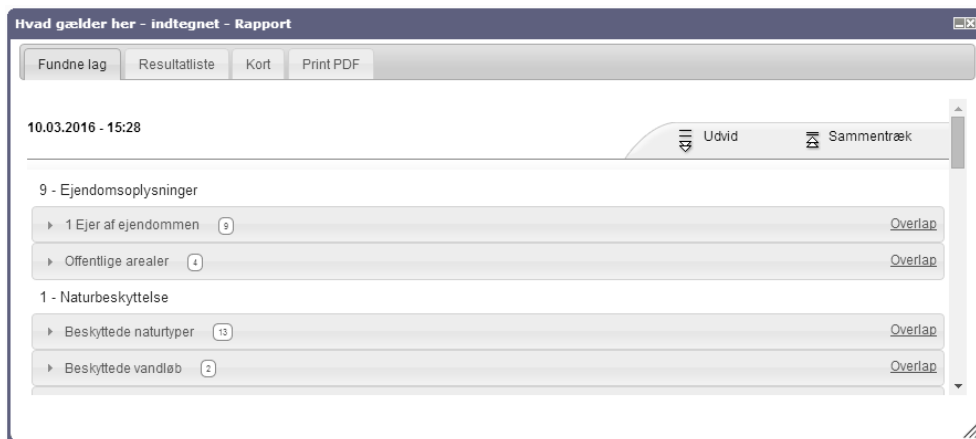 Hvad gælder her - indtegnet - Rapport
Fundne lag Resultatliste Kort Print PDF
10.03.2016 - 15:28 Udvid Sammentræk
9 - Ejendomsoplysninger
1 Ejer af ejendommen 9 Overlap
Offentlige arealer 4 Overlap
1 - Naturbeskyttelse
Beskyttede naturtyper 13 Overlap
Beskyttede vandløb 2 Overlap